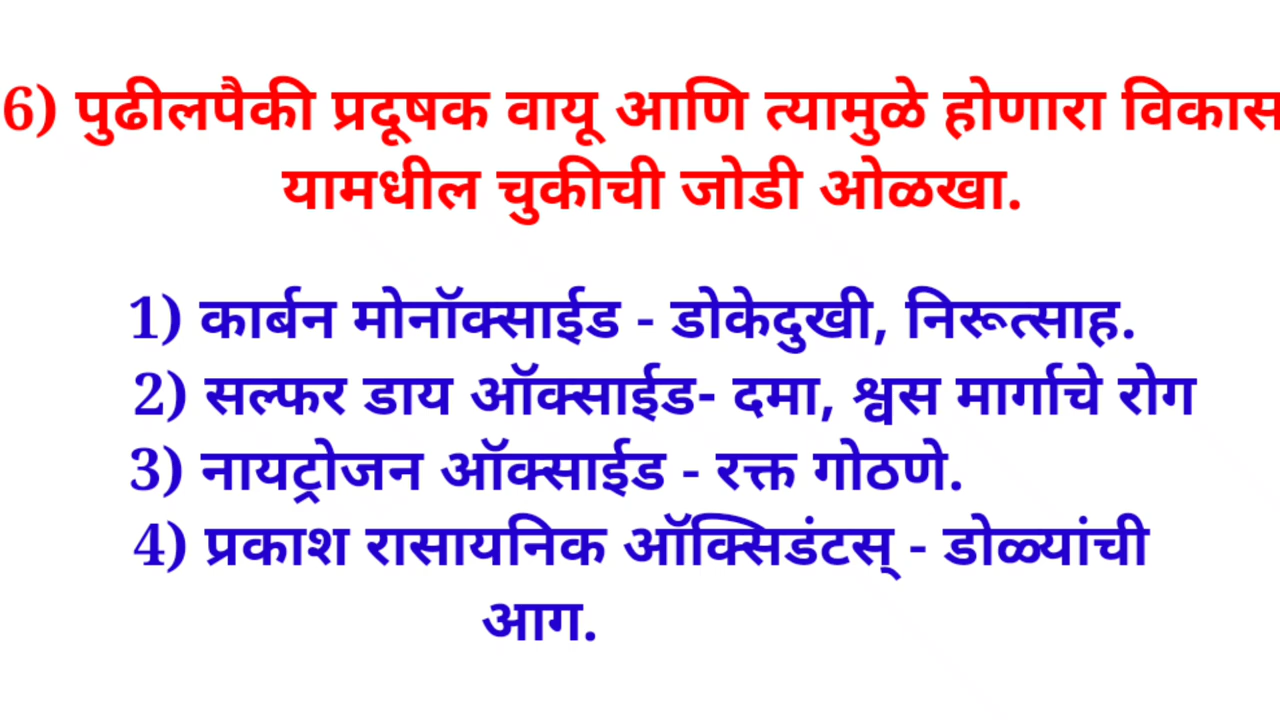 6) पुढीलपैकी प्रदूषक वायू आणि त्यामुळे होणारा विकास
यामधील चुकीची जोडी ओळखा.
1) कार्बन मोनॉक्साईड - डोकेदुखी, निरूत्साह.
2) सल्फर डाय ऑक्साईड- दमा, श्वस मार्गाचे रोग
3) नायट्रोजन ऑक्साईड - रक्त गोठणे.
4) प्रकाश रासायनिक ऑक्सिडंटस् - डोळ्यांची
आग.